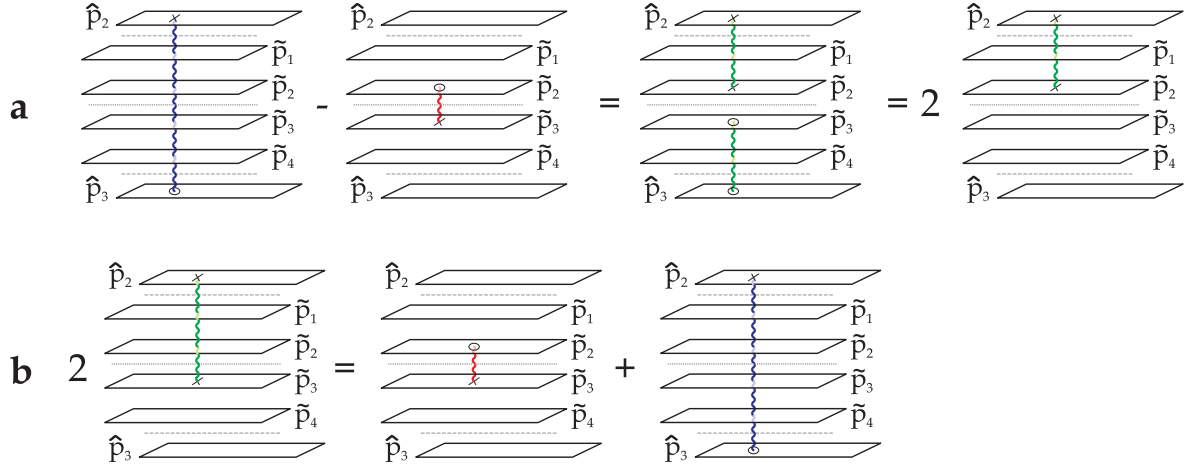 p̂₂ p̂₂ p̂₂ p̂₂
p̃₁ p̃₁ p̃₁ p̃₁
a p̃₂ - p̃₂ = p̃₂ = 2 p̃₂
p̃₃ p̃₃ p̃₃ p̃₃
p̃₄ p̃₄ p̃₄ p̃₄
p̂₃ p̂₃ p̂₃ p̂₃
p̂₂ p̂₂ p̂₂
p̃₁ p̃₁ p̃₁
b 2 p̃₂ = p̃₂ + p̃₂
p̃₃ p̃₃ p̃₃
p̃₄ p̃₄ p̃₄
p̂₃ p̂₃ p̂₃